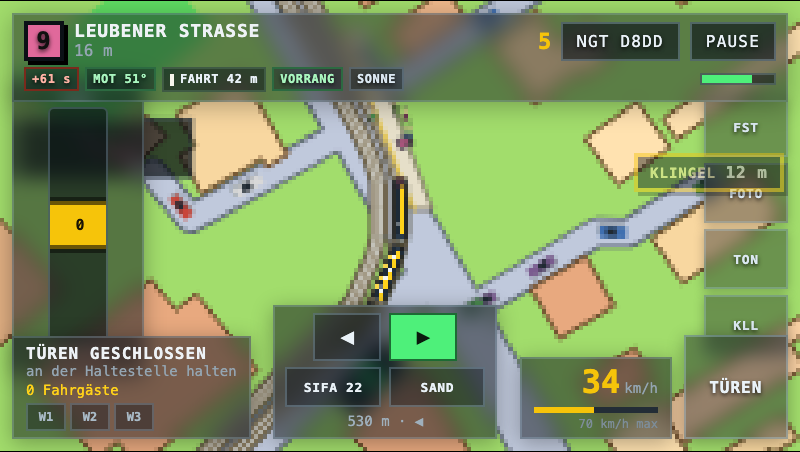 9 LEUBENER STRASSE
16 m
5 NGT D8DD PAUSE
+61 s MOT 51° FAHRT 42 m VORRANG SONNE
FST
KLINGEL 12 m
FOTO
0
TON
KLL
◀ ▶
TÜREN GESCHLOSSEN
an der Haltestelle halten
0 Fahrgäste
W1 W2 W3
SIFA 22 SAND
530 m · ◀
34 km/h
70 km/h max
TÜREN